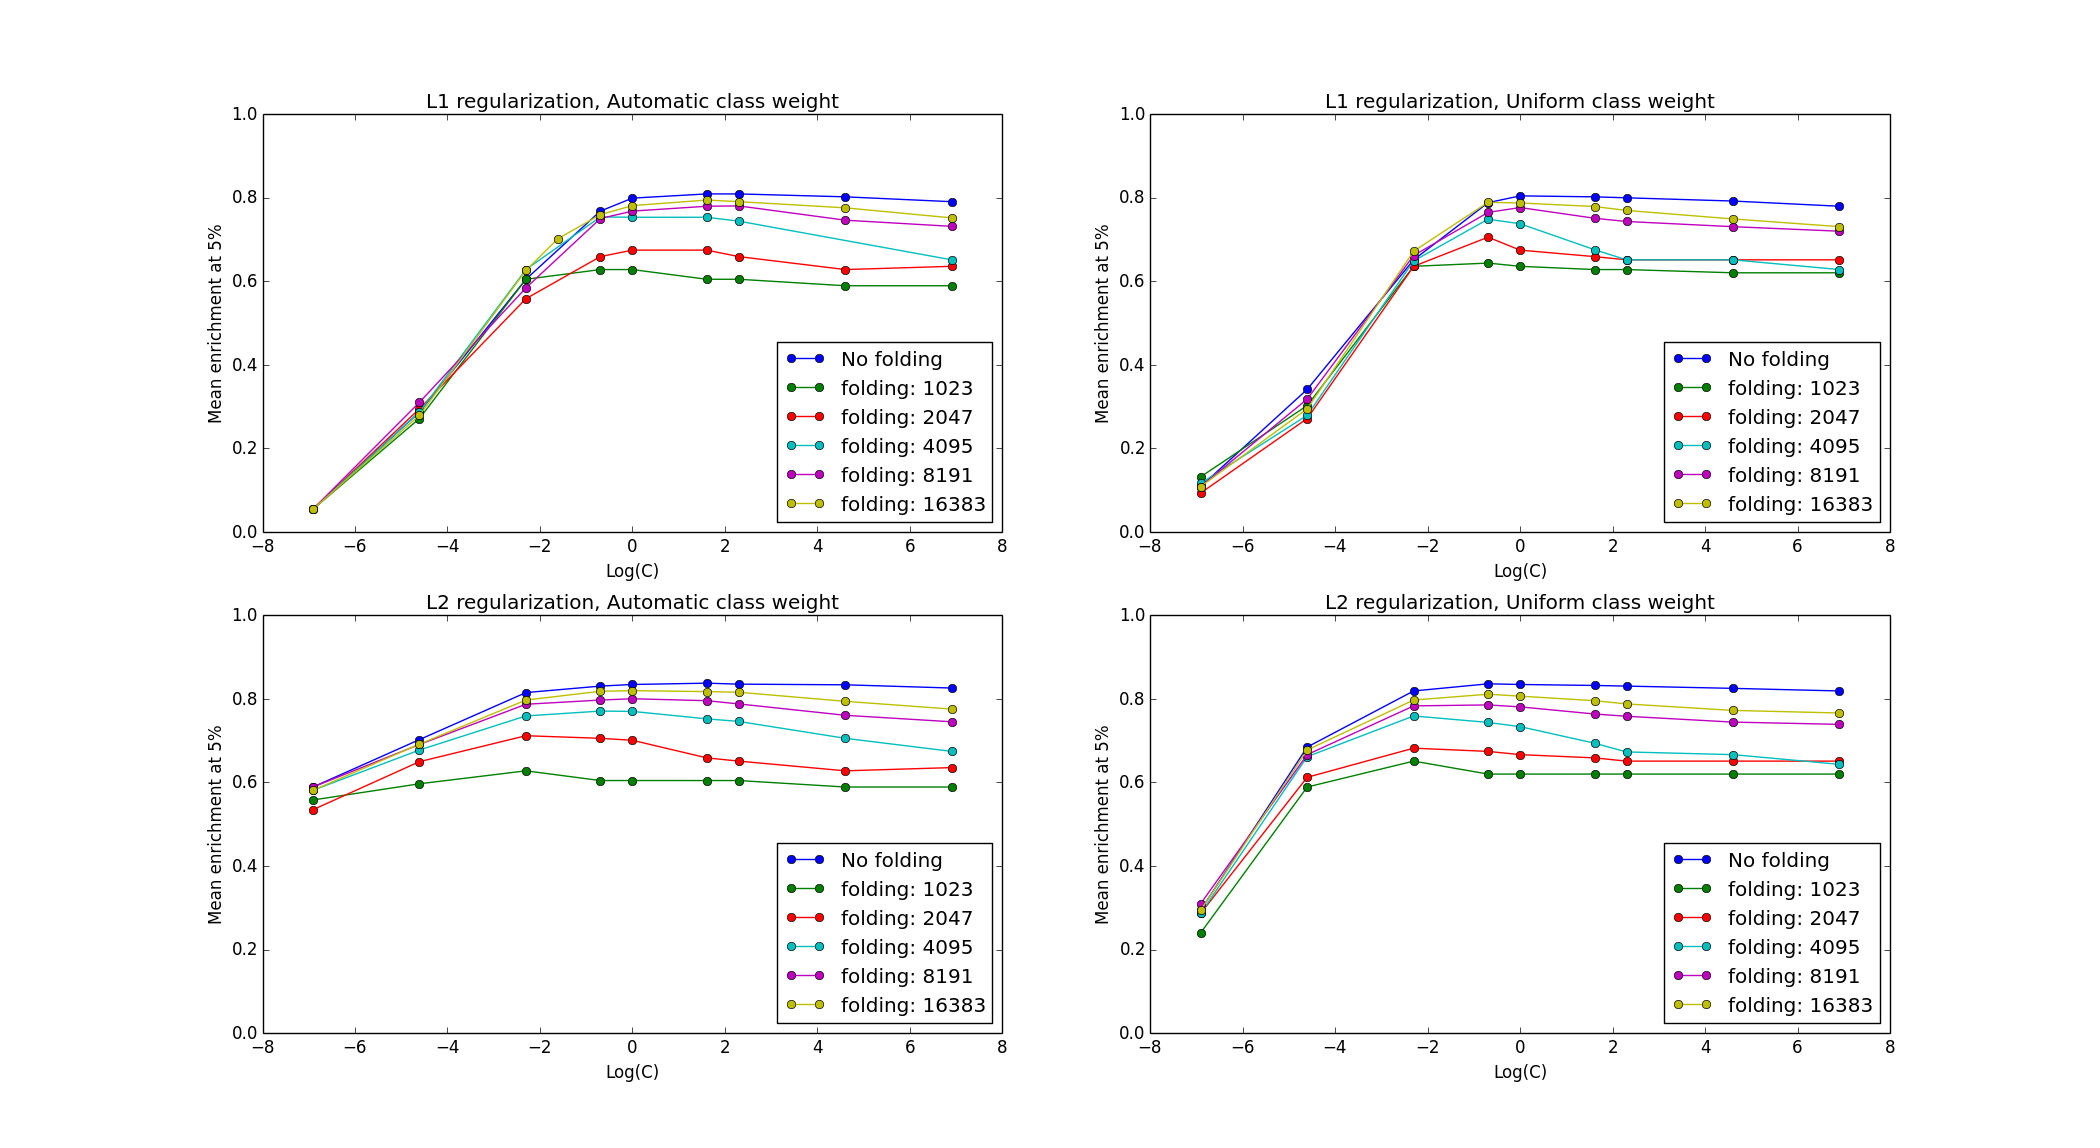 L1 regularization, Automatic class weight
1.0
0.8
0.6
0.4
0.2
0.0
Mean enrichment at 5%
No folding
folding: 1023
folding: 2047
folding: 4095
folding: 8191
folding: 16383
−8 −6 −4 −2 0 2 4 6 8
Log(C)
L1 regularization, Uniform class weight
1.0
0.8
0.6
0.4
0.2
0.0
Mean enrichment at 5%
No folding
folding: 1023
folding: 2047
folding: 4095
folding: 8191
folding: 16383
−8 −6 −4 −2 0 2 4 6 8
Log(C)
L2 regularization, Automatic class weight
1.0
0.8
0.6
0.4
0.2
0.0
Mean enrichment at 5%
No folding
folding: 1023
folding: 2047
folding: 4095
folding: 8191
folding: 16383
−8 −6 −4 −2 0 2 4 6 8
Log(C)
L2 regularization, Uniform class weight
1.0
0.8
0.6
0.4
0.2
0.0
Mean enrichment at 5%
No folding
folding: 1023
folding: 2047
folding: 4095
folding: 8191
folding: 16383
−8 −6 −4 −2 0 2 4 6 8
Log(C)